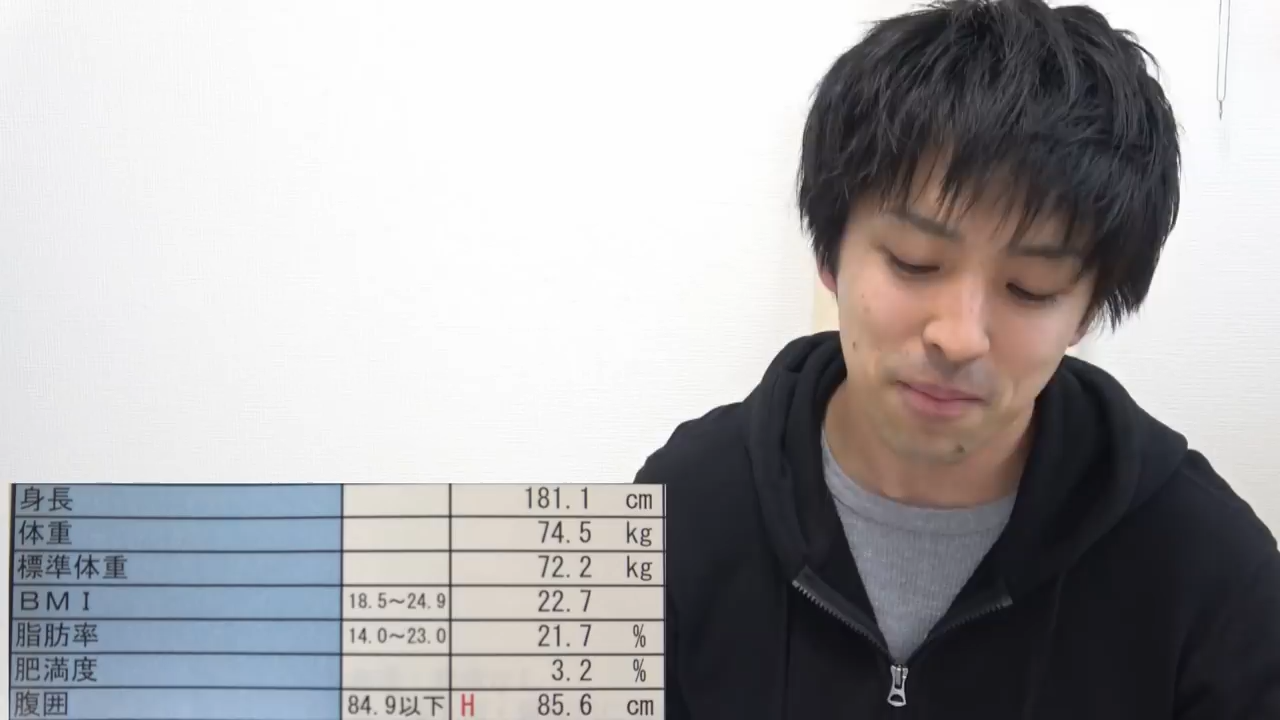 身長 181.1 cm
体重 74.5 kg
標準体重 72.2 kg
BMI 18.5~24.9 22.7
脂肪率 14.0~23.0 21.7 %
肥満度 3.2 %
腹囲 84.9以下 H 85.6 cm